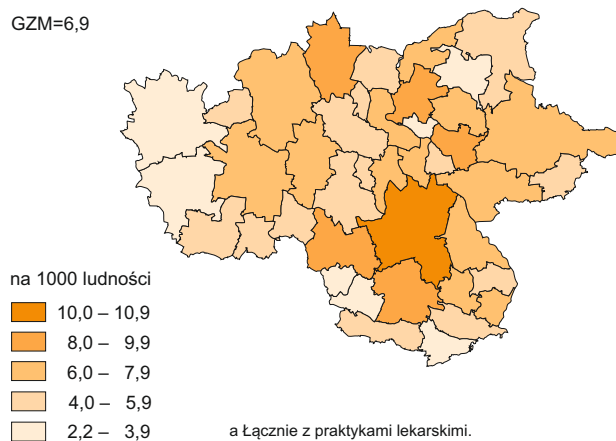 GZM=6,9
na 1000 ludności
10,0 – 10,9
8,0 – 9,9
6,0 – 7,9
4,0 – 5,9
2,2 – 3,9
a Łącznie z praktykami lekarskimi.